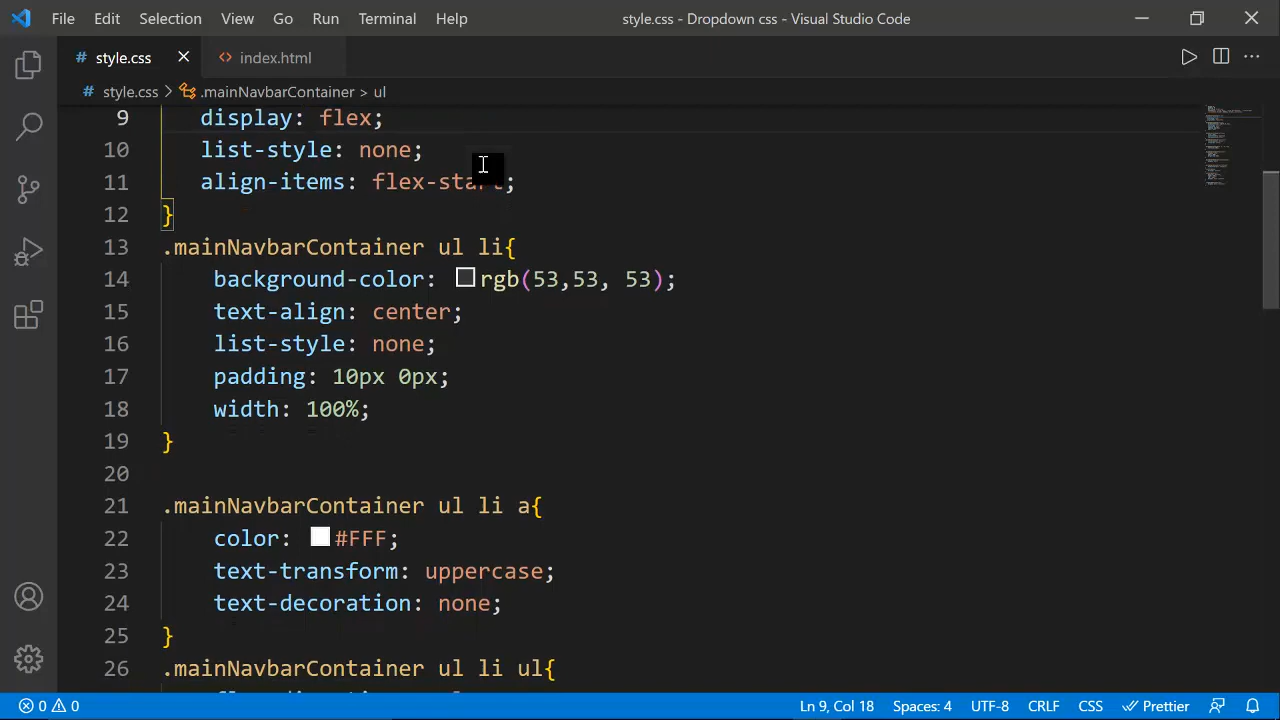 File Edit Selection View Go Run Terminal Help style.css - Dropdown css - Visual Studio Code
# style.css <> index.html
# style.css > .mainNavbarContainer > ul
9 display: flex;
10 list-style: none;
11 align-items: flex-start;
12 }
13 .mainNavbarContainer ul li{
14 background-color: rgb(53,53, 53);
15 text-align: center;
16 list-style: none;
17 padding: 10px 0px;
18 width: 100%;
19 }
20
21 .mainNavbarContainer ul li a{
22 color: #FFF;
23 text-transform: uppercase;
24 text-decoration: none;
25 }
26 .mainNavbarContainer ul li ul{
0 0 Ln 9, Col 18 Spaces: 4 UTF-8 CRLF CSS Prettier